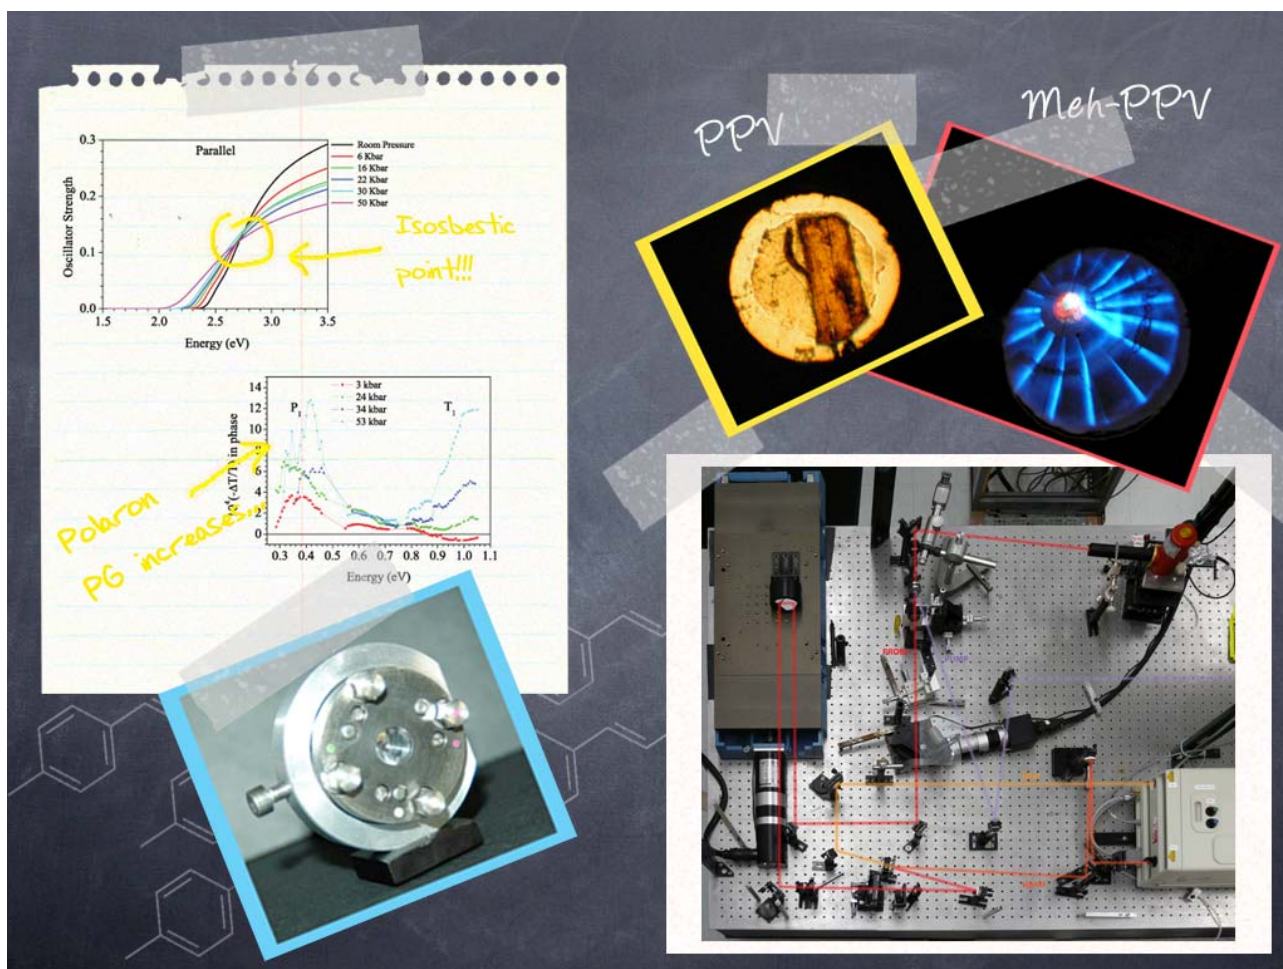 0.3
Parallel
Room Pressure
6 Kbar
16 Kbar
22 Kbar
30 Kbar
50 Kbar
0.2
Oscillator Strength
0.1
0.0
1.5 2.0 2.5 3.0 3.5
Energy (eV)
Isosbestic
point!!!
14
3 kbar
24 kbar
34 kbar
53 kbar
12
P1
T1
10
8
(-ΔT/T) in phase
6
4
2
0
0.3 0.4 0.5 0.6 0.7 0.8 0.9 1.0 1.1
Energy (eV)
Polaron
PG increases...
PPV
Meh-PPV
PUMP